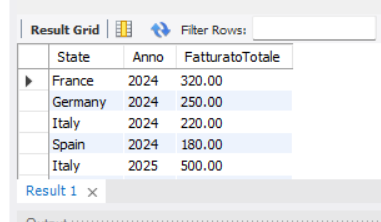 Result Grid Filter Rows:
State Anno FatturatoTotale
France 2024 320.00
Germany 2024 250.00
Italy 2024 220.00
Spain 2024 180.00
Italy 2025 500.00
Result 1 ×